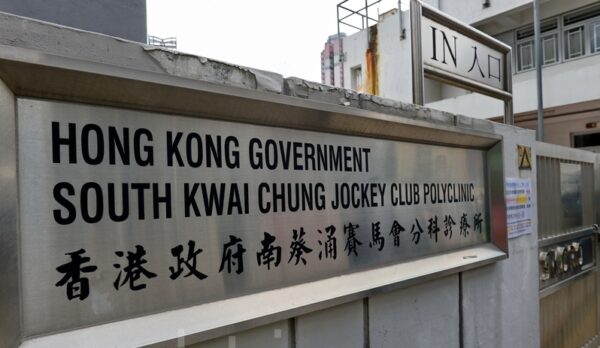 IN 入口
HONG KONG GOVERNMENT
SOUTH KWAI CHUNG JOCKEY CLUB POLYCLINIC
香港政府南葵涌賽馬會分科診療所